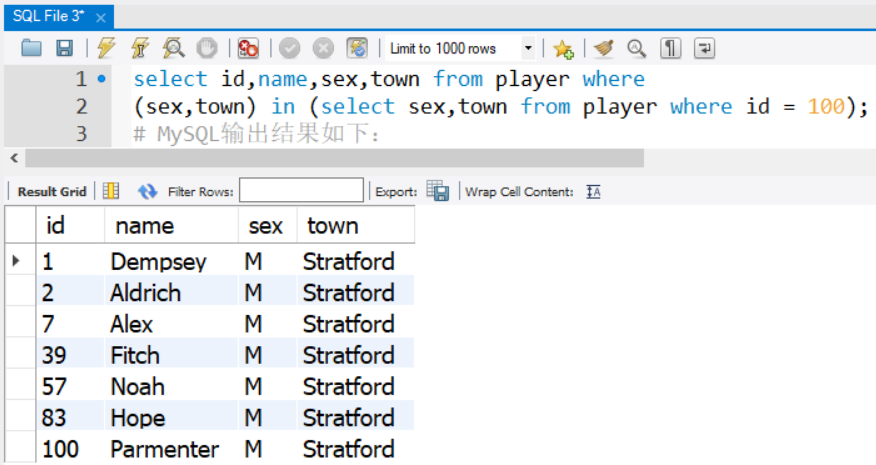 SQL File 3*
Limit to 1000 rows
1 select id,name,sex,town from player where
2 (sex,town) in (select sex,town from player where id = 100);
3 # MySQL输出结果如下：
Result Grid Filter Rows: Export: Wrap Cell Content:
id name sex town
1 Dempsey M Stratford
2 Aldrich M Stratford
7 Alex M Stratford
39 Fitch M Stratford
57 Noah M Stratford
83 Hope M Stratford
100 Parmenter M Stratford